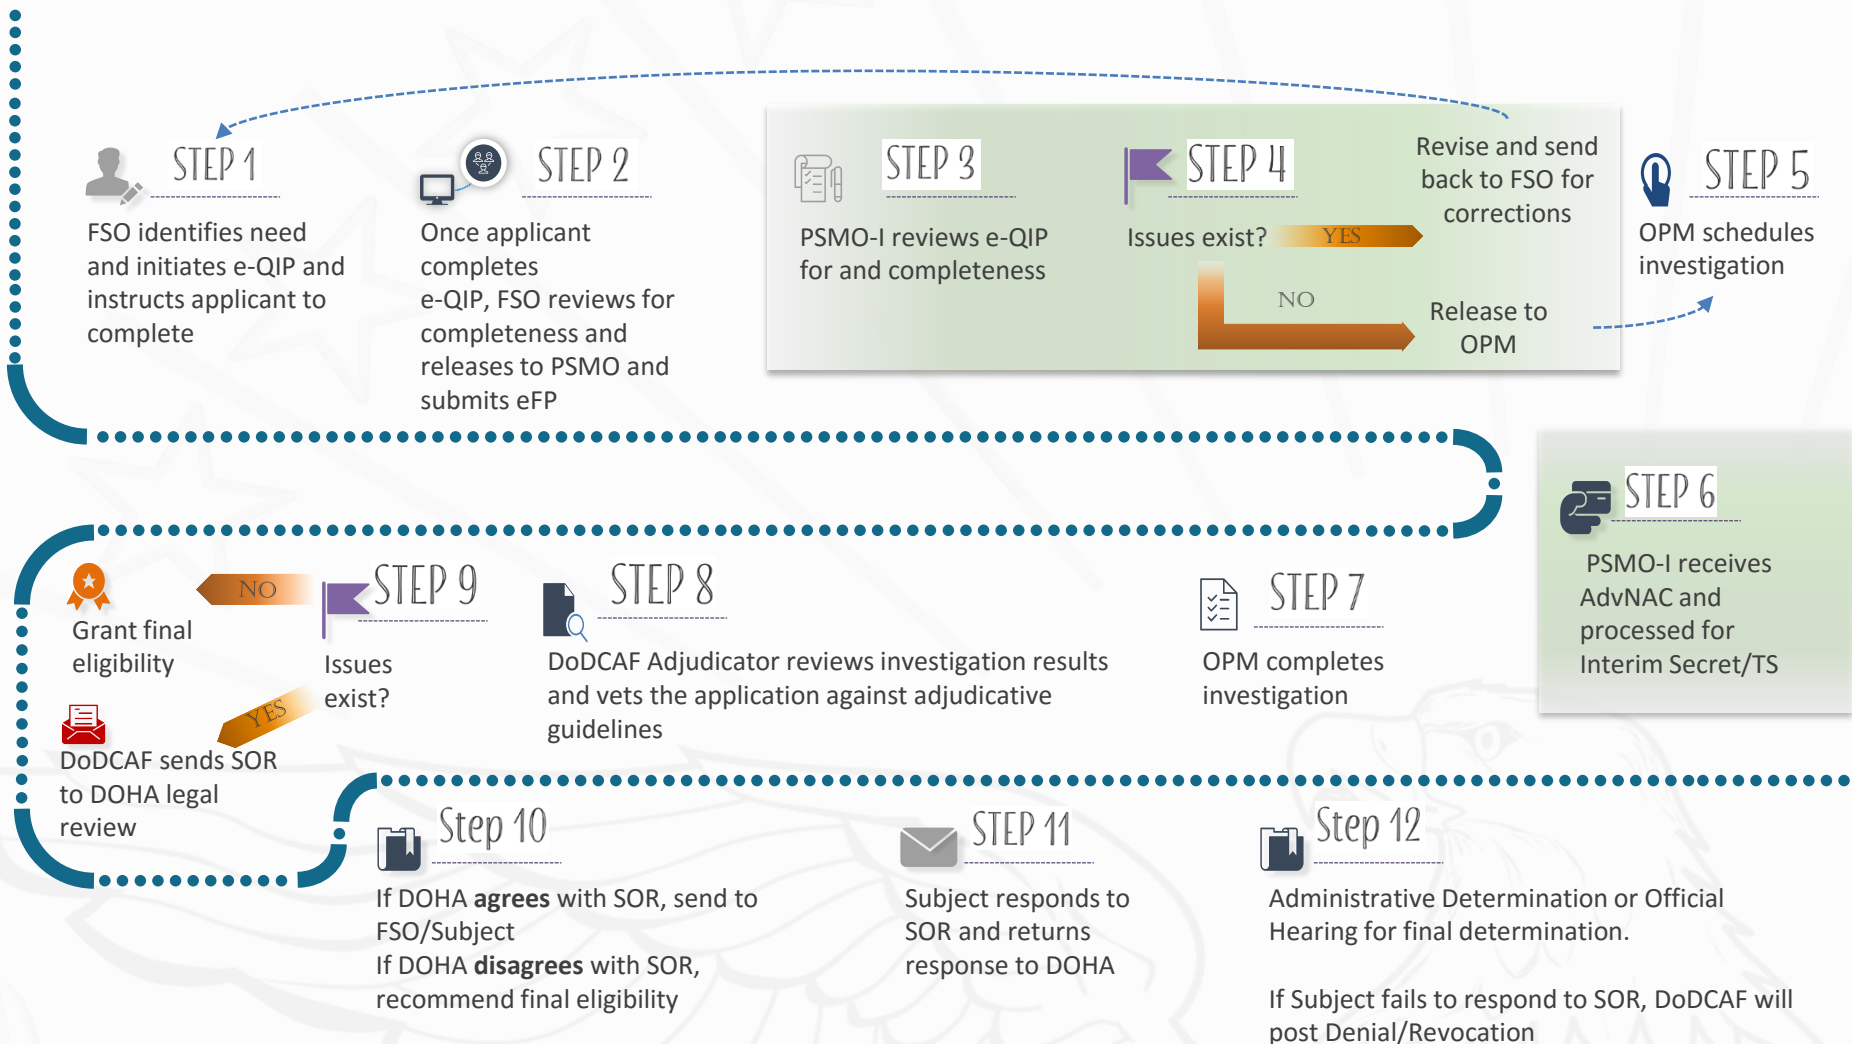 STEP 1
FSO identifies need
and initiates e-QIP and
instructs applicant to
complete
STEP 2
Once applicant
completes
e-QIP, FSO reviews for
completeness and
releases to PSMO and
submits eFP
STEP 3
PSMO-I reviews e-QIP
for and completeness
STEP 4
Issues exist?
YES
Revise and send
back to FSO for
corrections
NO
Release to
OPM
STEP 5
OPM schedules
investigation
STEP 6
PSMO-I receives
AdvNAC and
processed for
Interim Secret/TS
STEP 7
OPM completes
investigation
STEP 8
DoDCAF Adjudicator reviews investigation results
and vets the application against adjudicative
guidelines
STEP 9
Issues
exist?
NO
Grant final
eligibility
YES
DoDCAF sends SOR
to DOHA legal
review
Step 10
If DOHA agrees with SOR, send to
FSO/Subject
If DOHA disagrees with SOR,
recommend final eligibility
STEP 11
Subject responds to
SOR and returns
response to DOHA
Step 12
Administrative Determination or Official
Hearing for final determination.
If Subject fails to respond to SOR, DoDCAF will
post Denial/Revocation